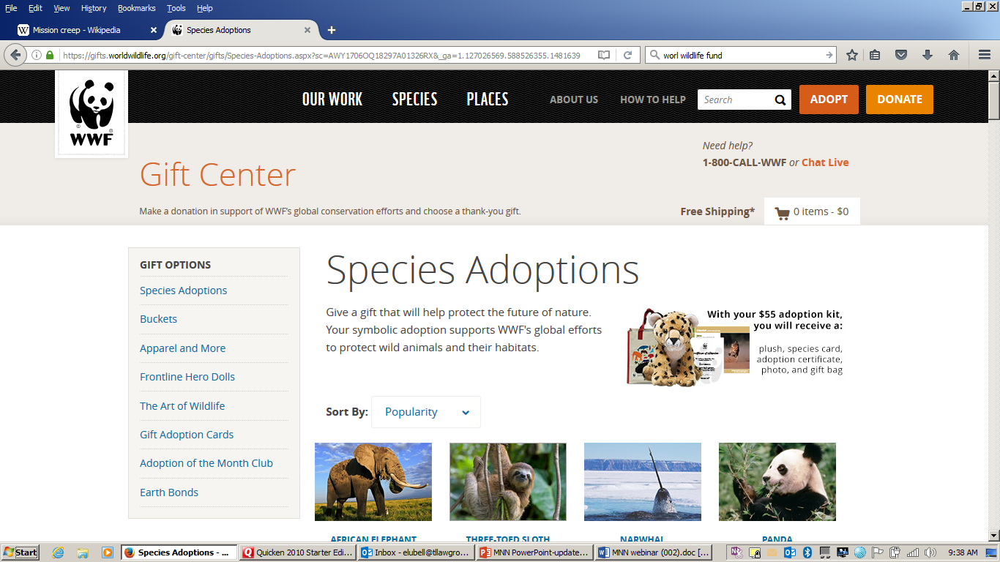 File Edit View History Bookmarks Tools Help
W Mission creep - Wikipedia
Species Adoptions
https://gifts.worldwildlife.org/gift-center/gifts/Species-Adoptions.aspx?sc=AWY1706OQ18297A01326RX&_ga=1.127026569.588526355.1481639
worl wildlife fund
WWF
OUR WORK SPECIES PLACES ABOUT US HOW TO HELP Search ADOPT DONATE
Need help?
1-800-CALL-WWF or Chat Live
Gift Center
Make a donation in support of WWF's global conservation efforts and choose a thank-you gift.
Free Shipping* 0 items - $0
GIFT OPTIONS
Species Adoptions
Buckets
Apparel and More
Frontline Hero Dolls
The Art of Wildlife
Gift Adoption Cards
Adoption of the Month Club
Earth Bonds
Species Adoptions
Give a gift that will help protect the future of nature.
Your symbolic adoption supports WWF's global efforts
to protect wild animals and their habitats.
With your $55 adoption kit,
you will receive a:
plush, species card,
adoption certificate,
photo, and gift bag
Sort By: Popularity
AFRICAN ELEPHANT THREE-TOED SLOTH NARWHAL PANDA
Start Species Adoptions - ... Quicken 2010 Starter Edi... Inbox - elubell@tllawgro... MNN PowerPoint-update... MNN webinar (002).doc [... 9:38 AM